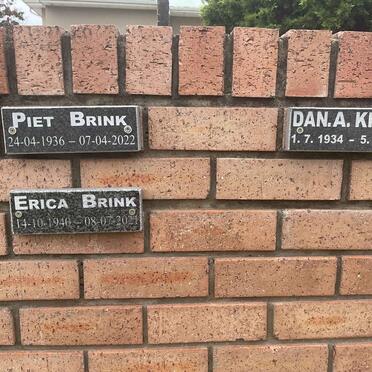 PIET BRINK
24-04-1936 - 07-04-2022
ERICA BRINK
14-10-1940 - 08-07-2021
DAN.A. K
1. 7. 1934 - 5.